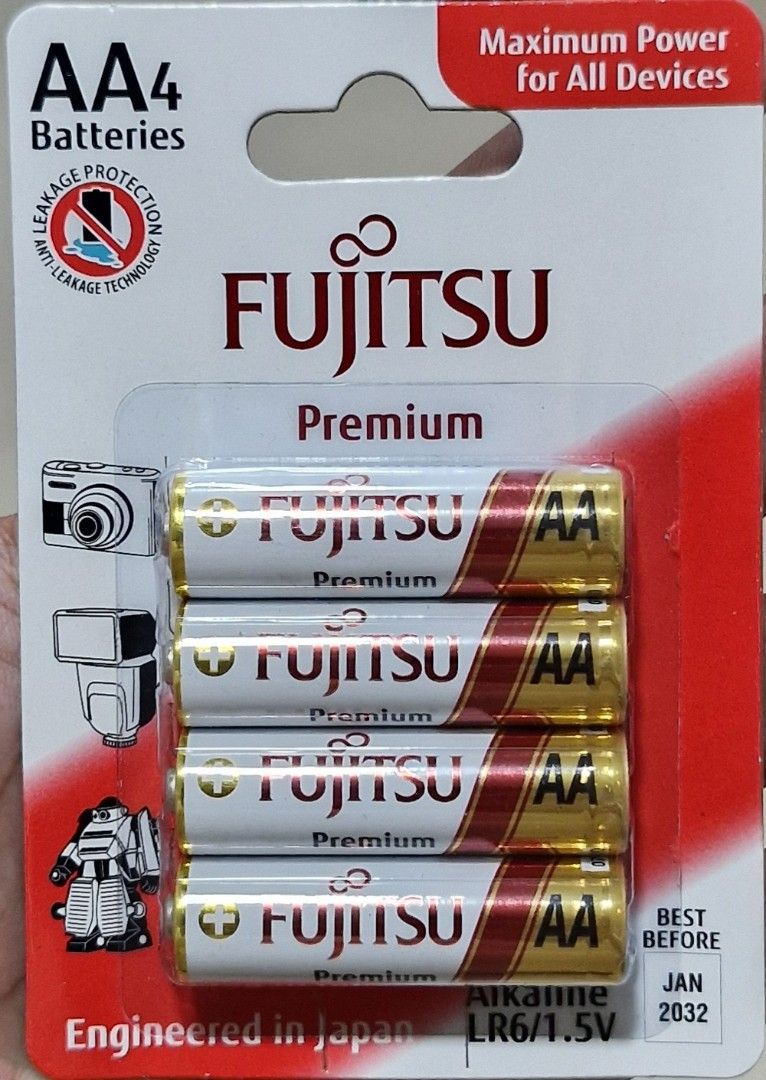 AA4
Batteries
Maximum Power
for All Devices
LEAKAGE PROTECTION
ANTI-LEAKAGE TECHNOLOGY
FUJITSU
Premium
FUJITSU AA
Premium
FUJITSU AA
Premium
FUJITSU AA
Premium
FUJITSU AA
Premium
BEST
BEFORE
JAN
2032
Alkaline
LR6/1.5V
Engineered in Japan